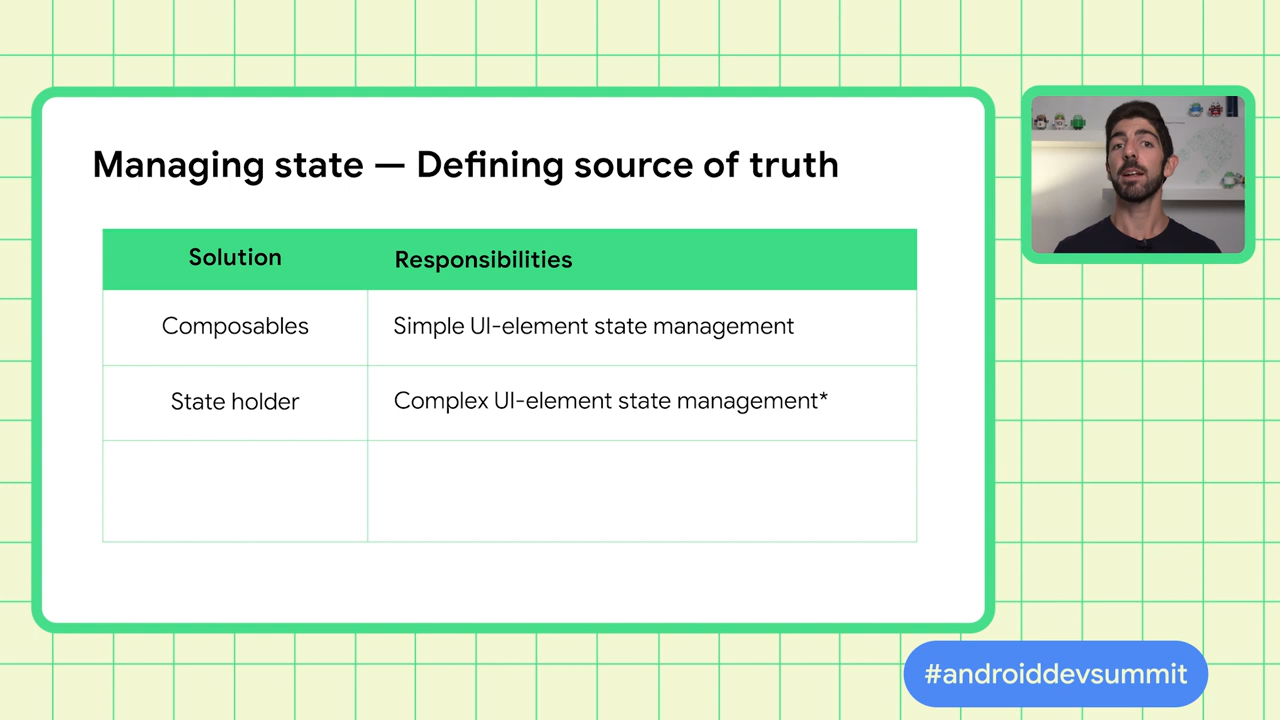 Managing state — Defining source of truth
Solution
Responsibilities
Composables
Simple UI-element state management
State holder
Complex UI-element state management*
#androiddevsummit